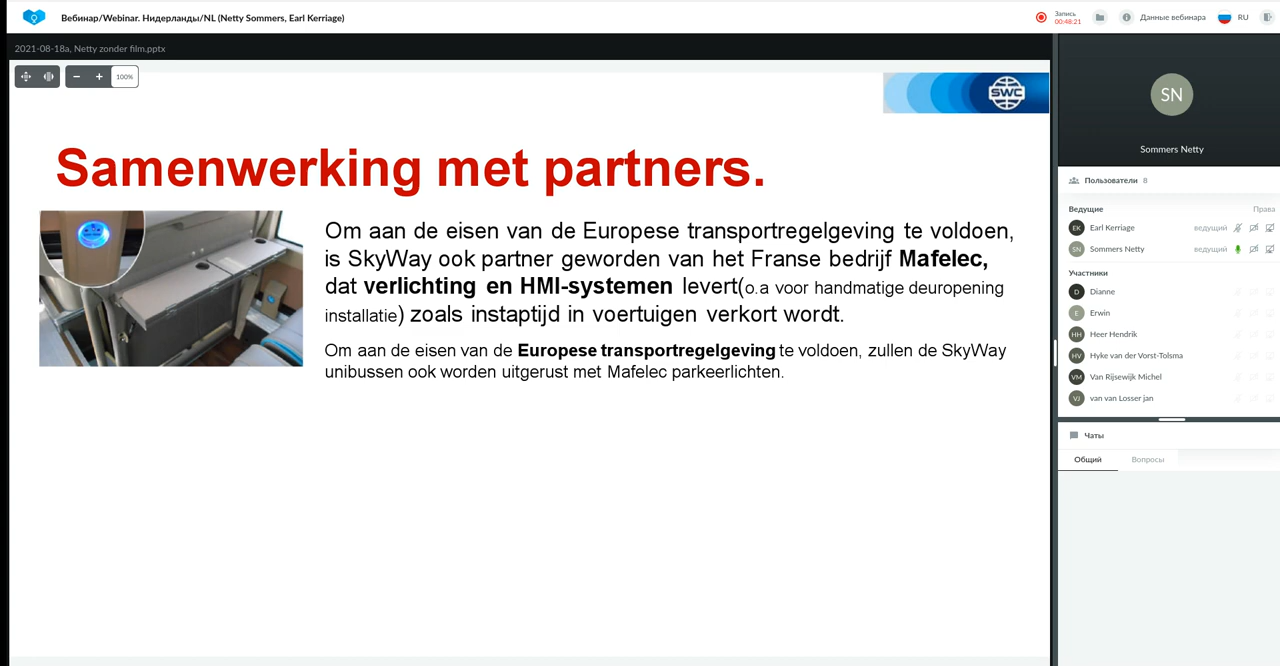 Вебинар/Webinar. Нидерланды/NL (Netty Sommers, Earl Kerriage)
Запись
00:48:21
Данные вебинара
RU
2021-08-18a, Netty zonder film.pptx
100%
SWC
Samenwerking met partners.
Om aan de eisen van de Europese transportregelgeving te voldoen,
is SkyWay ook partner geworden van het Franse bedrijf Mafelec,
dat verlichting en HMI-systemen levert(o.a voor handmatige deuropening
installatie) zoals instaptijd in voertuigen verkort wordt.
Om aan de eisen van de Europese transportregelgeving te voldoen, zullen de SkyWay
unibussen ook worden uitgerust met Mafelec parkeerlichten.
SN
Sommers Netty
Пользователи 8
Ведущие Права
EK Earl Kerriage ведущий
SN Sommers Netty ведущий
Участники
D Dianne
E Erwin
HH Heer Hendrik
HV Hyke van der Vorst-Tolsma
VM Van Rijsewijk Michel
VJ van van Losser jan
Чаты
Общий Вопросы